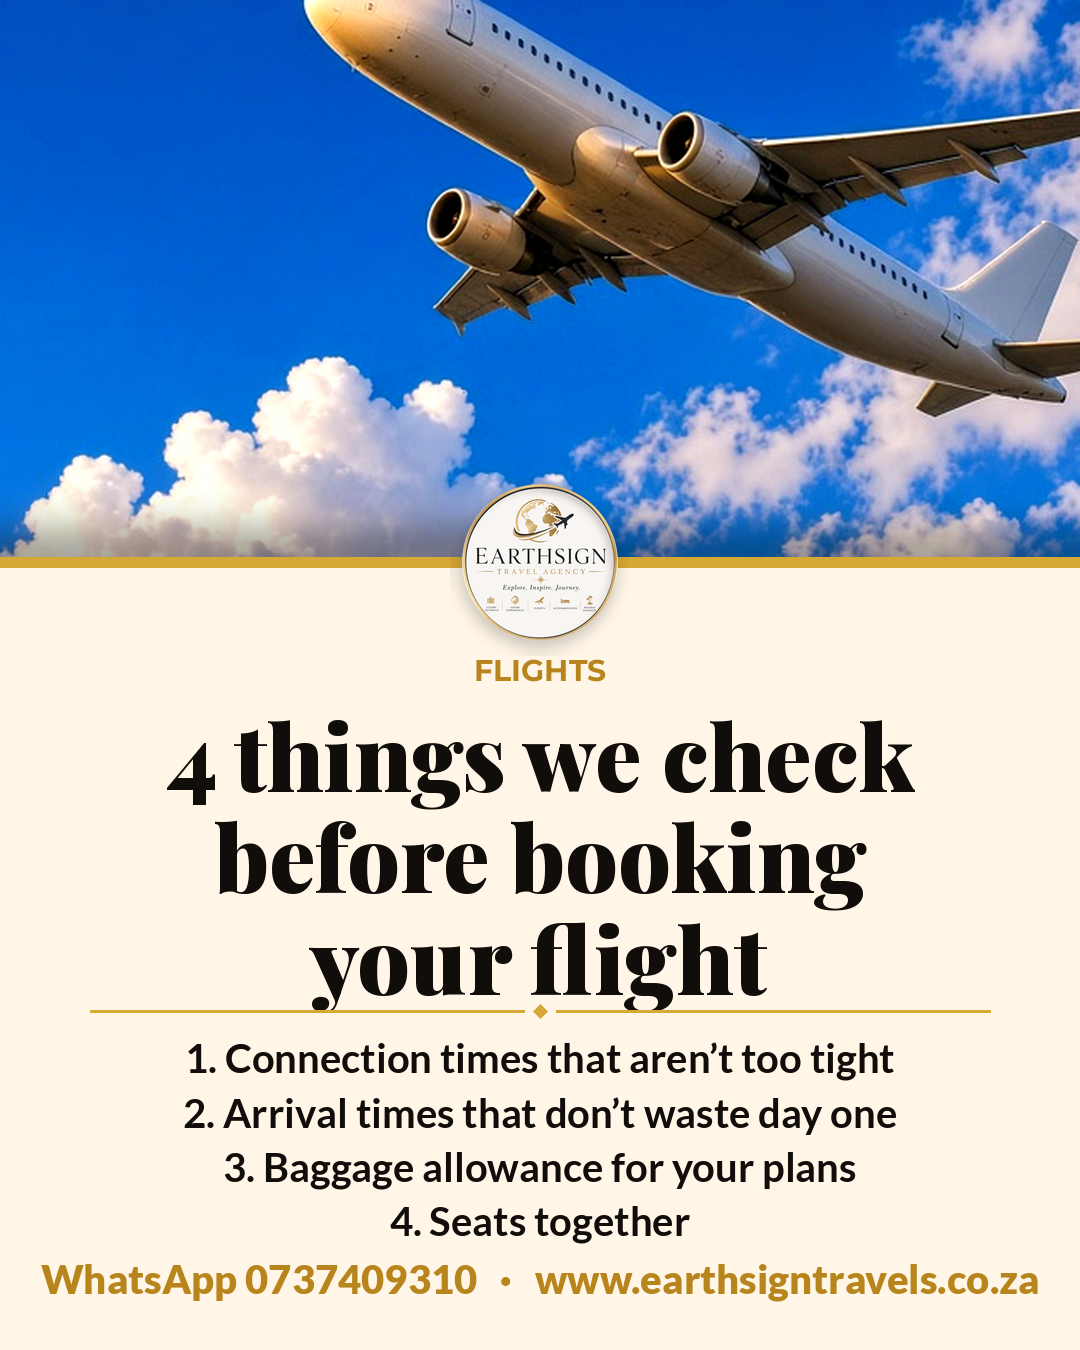 EARTHSIGN
TRAVEL AGENCY
Explore. Inspire. Journey.
FLIGHTS
4 things we check
before booking
your flight
1. Connection times that aren’t too tight
2. Arrival times that don’t waste day one
3. Baggage allowance for your plans
4. Seats together
WhatsApp 0737409310 • www.earthsigntravels.co.za